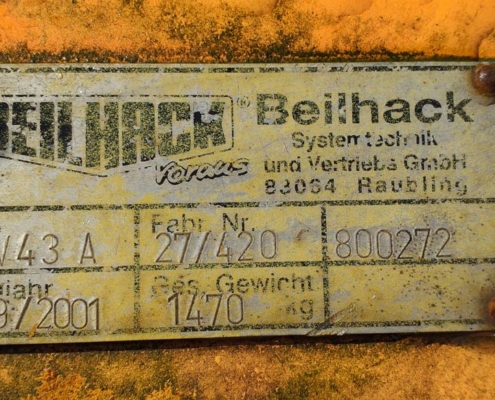 BEILHACK ® Beilhack
Voraus
Systemtechnik
und Vertriebs GmbH
83064 Raubling
Fabr. Nr.
43 A 27/420 800272
Ges. Gewicht
/2001 1470 kg